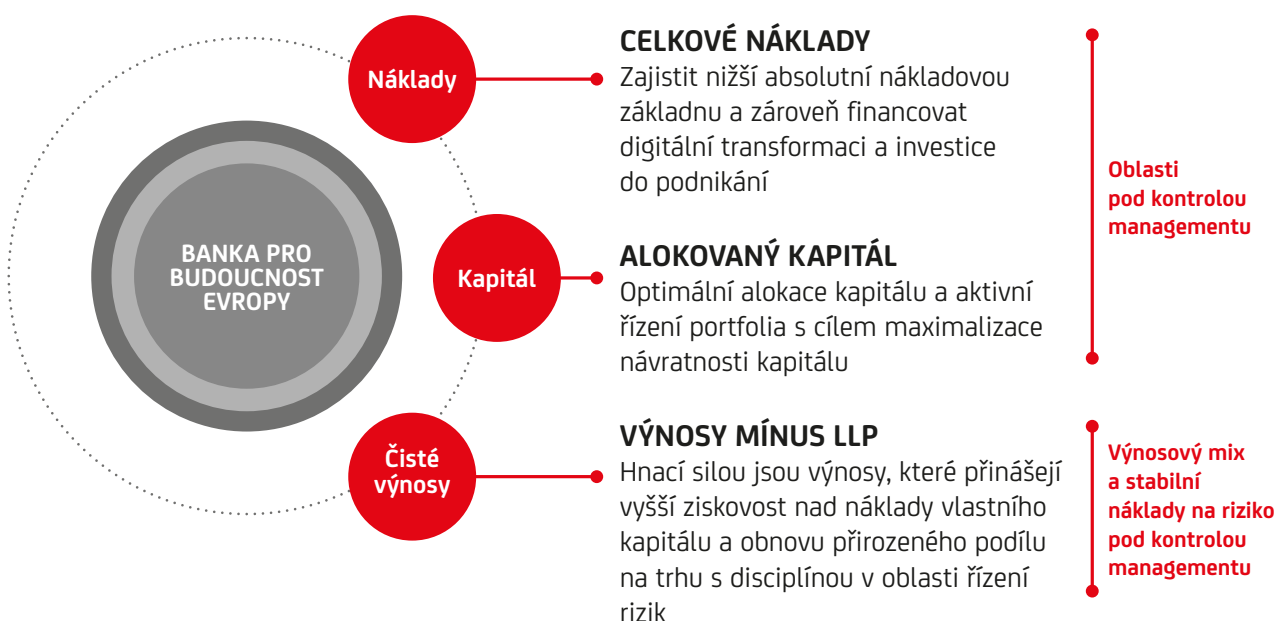 BANKA PRO
BUDOUCNOST
EVROPY
Náklady
CELKOVÉ NÁKLADY
Zajistit nižší absolutní nákladovou
základnu a zároveň financovat
digitální transformaci a investice
do podnikání
Kapitál
ALOKOVANÝ KAPITÁL
Optimální alokace kapitálu a aktivní
řízení portfolia s cílem maximalizace
návratnosti kapitálu
Oblasti
pod kontrolou
managementu
Čisté
výnosy
VÝNOSY MÍNUS LLP
Hnací silou jsou výnosy, které přinášejí
vyšší ziskovost nad náklady vlastního
kapitálu a obnovu přirozeného podílu
na trhu s disciplínou v oblasti řízení
rizik
Výnosový mix
a stabilní
náklady na riziko
pod kontrolou
managementu